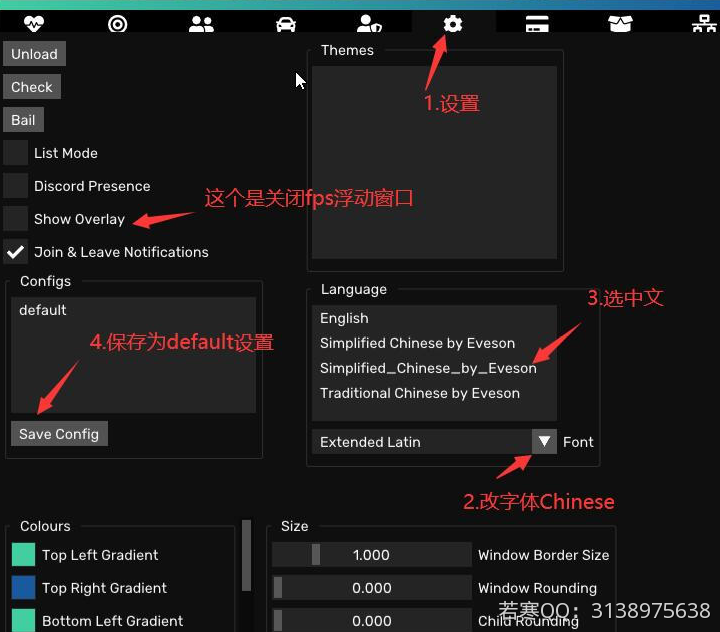 Unload
Themes
Check
1.设置
Bail
List Mode
Discord Presence
这个是关闭fps浮动窗口
Show Overlay
Join & Leave Notifications
Configs
default
4.保存为default设置
Save Config
Language
3.选中文
English
Simplified Chinese by Eveson
Simplified_Chinese_by_Eveson
Traditional Chinese by Eveson
Extended Latin
Font
2.改字体Chinese
Colours
Top Left Gradient
Top Right Gradient
Bottom Left Gradient
Size
1.000 Window Border Size
0.000 Window Rounding
0.000 Child Rounding
若寒QQ：3138975638